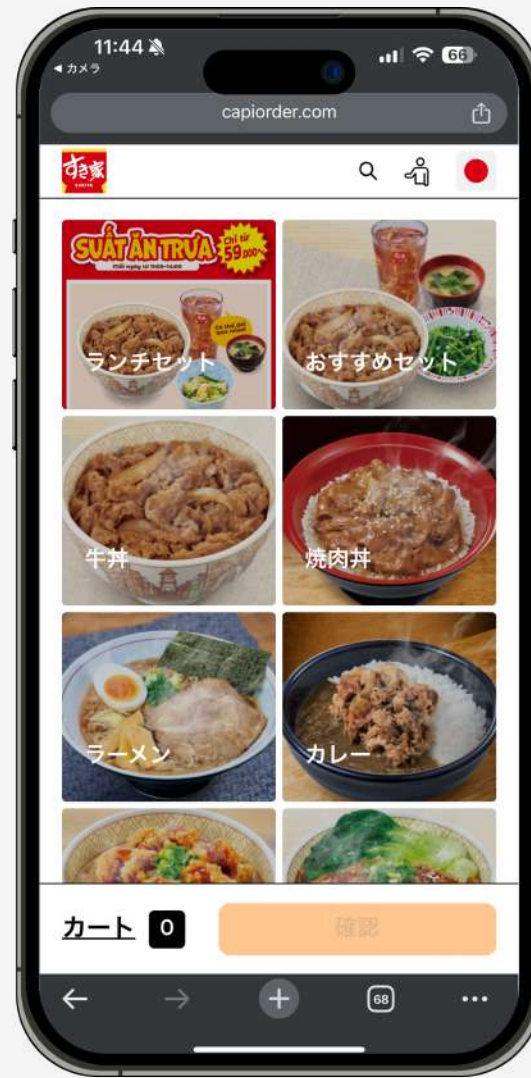 11:44
◀ カメラ
66
capiorder.com
すき家
SUKIYA
SUẤT ĂN TRƯA
Chỉ từ
59.000
ランチセット
おすすめセット
牛丼
焼肉丼
ラーメン
カレー
カート 0
確認
68